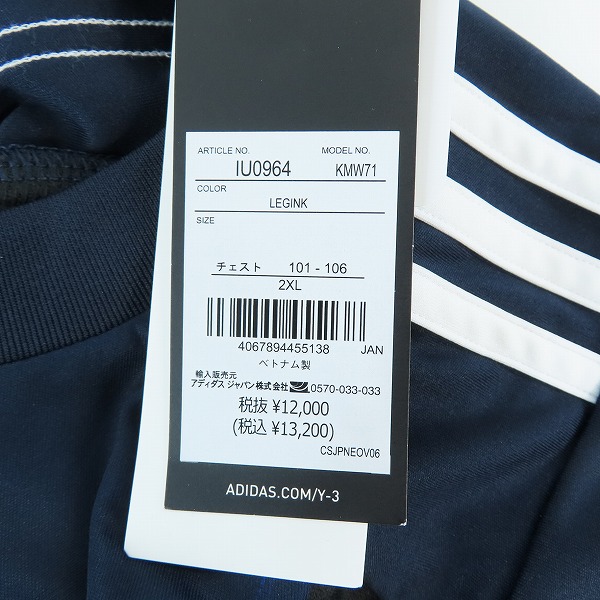 ARTICLE NO. MODEL NO.
IU0964 KMW71
COLOR
LEGINK
SIZE
チェスト 101 - 106
2XL
4067894455138 JAN
ベトナム製
輸入販売元
アディダス ジャパン株式会社 0570-033-033
税抜 ¥12,000
(税込 ¥13,200)
CSJPNEOV06
ADIDAS.COM/Y-3